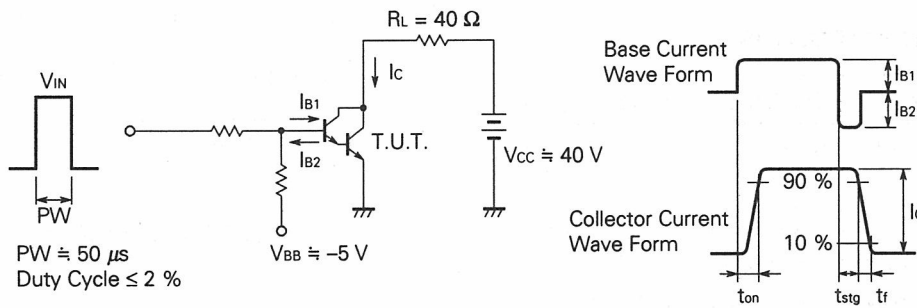 RL = 40 Ω
VIN
IC
IB1
IB2
T.U.T.
VCC ≒ 40 V
PW
VBB ≒ –5 V
PW ≒ 50 μs
Duty Cycle ≤ 2 %
Base Current
Wave Form
IB1
IB2
90 %
Collector Current
Wave Form
10 %
ton
tstg
tf